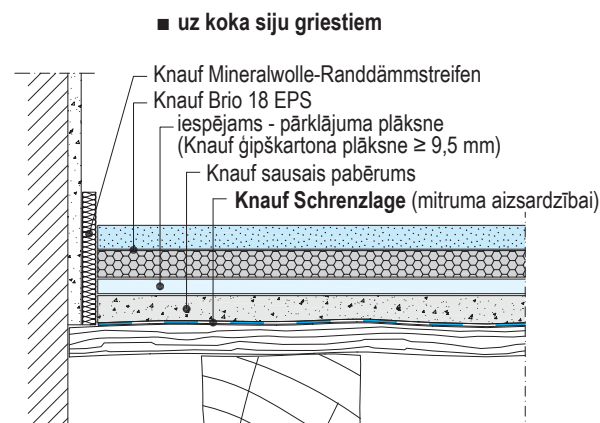 ■ uz koka siju griestiem
Knauf Mineralwolle-Randdämmstreifen
Knauf Brio 18 EPS
iespējams - pārklājuma plāksne
(Knauf ģipškartona plāksne ≥ 9,5 mm)
Knauf sausais pabērums
Knauf Schrenzlage (mitruma aizsardzībai)